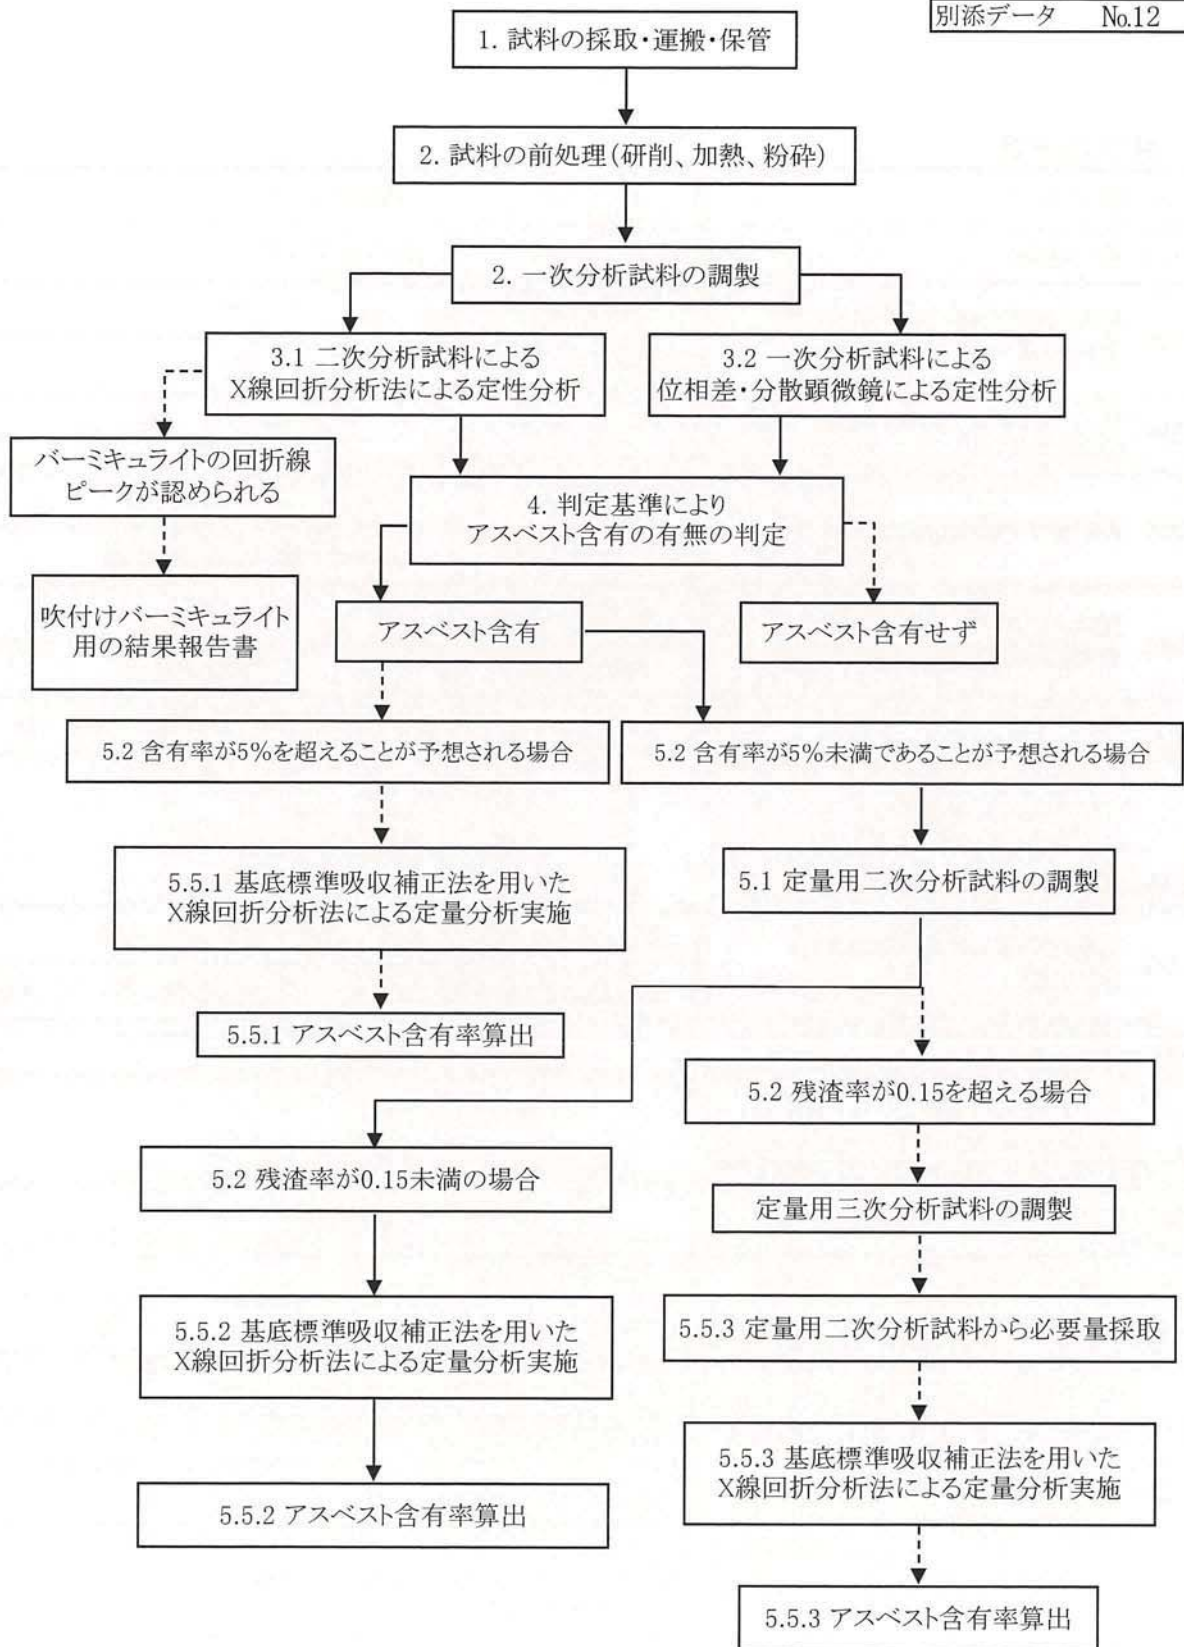 別添データ No.12
1. 試料の採取・運搬・保管
2. 試料の前処理(研削、加熱、粉砕)
2. 一次分析試料の調製
3.1 二次分析試料による
X線回折分析法による定性分析
3.2 一次分析試料による
位相差・分散顕微鏡による定性分析
バーミキュライトの回折線
ピークが認められる
4. 判定基準により
アスベスト含有の有無の判定
吹付けバーミキュライト
用の結果報告書
アスベスト含有
アスベスト含有せず
5.2 含有率が5%を超えることが予想される場合
5.2 含有率が5%未満であることが予想される場合
5.5.1 基底標準吸収補正法を用いた
X線回折分析法による定量分析実施
5.1 定量用二次分析試料の調製
5.5.1 アスベスト含有率算出
5.2 残渣率が0.15を超える場合
5.2 残渣率が0.15未満の場合
定量用三次分析試料の調製
5.5.2 基底標準吸収補正法を用いた
X線回折分析法による定量分析実施
5.5.3 定量用二次分析試料から必要量採取
5.5.3 基底標準吸収補正法を用いた
X線回折分析法による定量分析実施
5.5.2 アスベスト含有率算出
5.5.3 アスベスト含有率算出